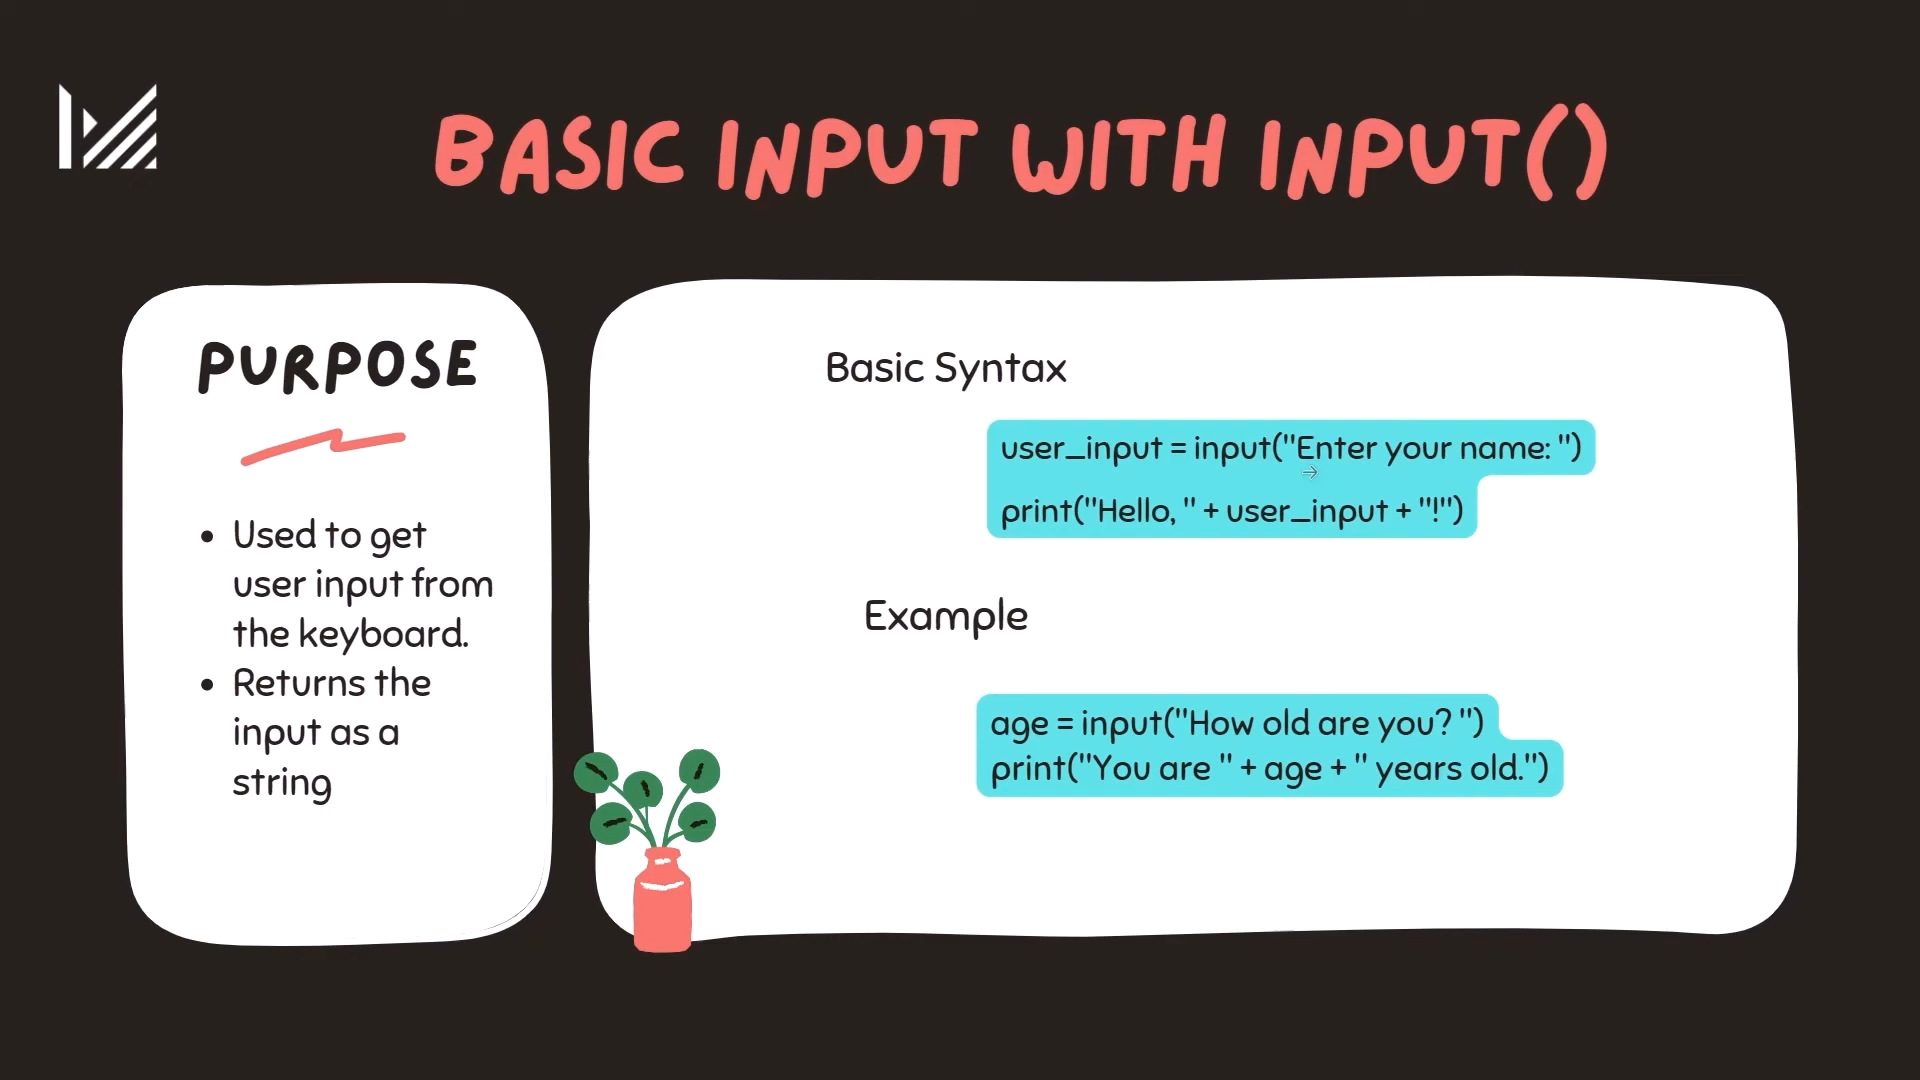 BASIC INPUT WITH INPUT()
PURPOSE
• Used to get
user input from
the keyboard.
• Returns the
input as a
string
Basic Syntax
user_input = input("Enter your name: ")
print("Hello, " + user_input + "!")
Example
age = input("How old are you? ")
print("You are " + age + " years old.")